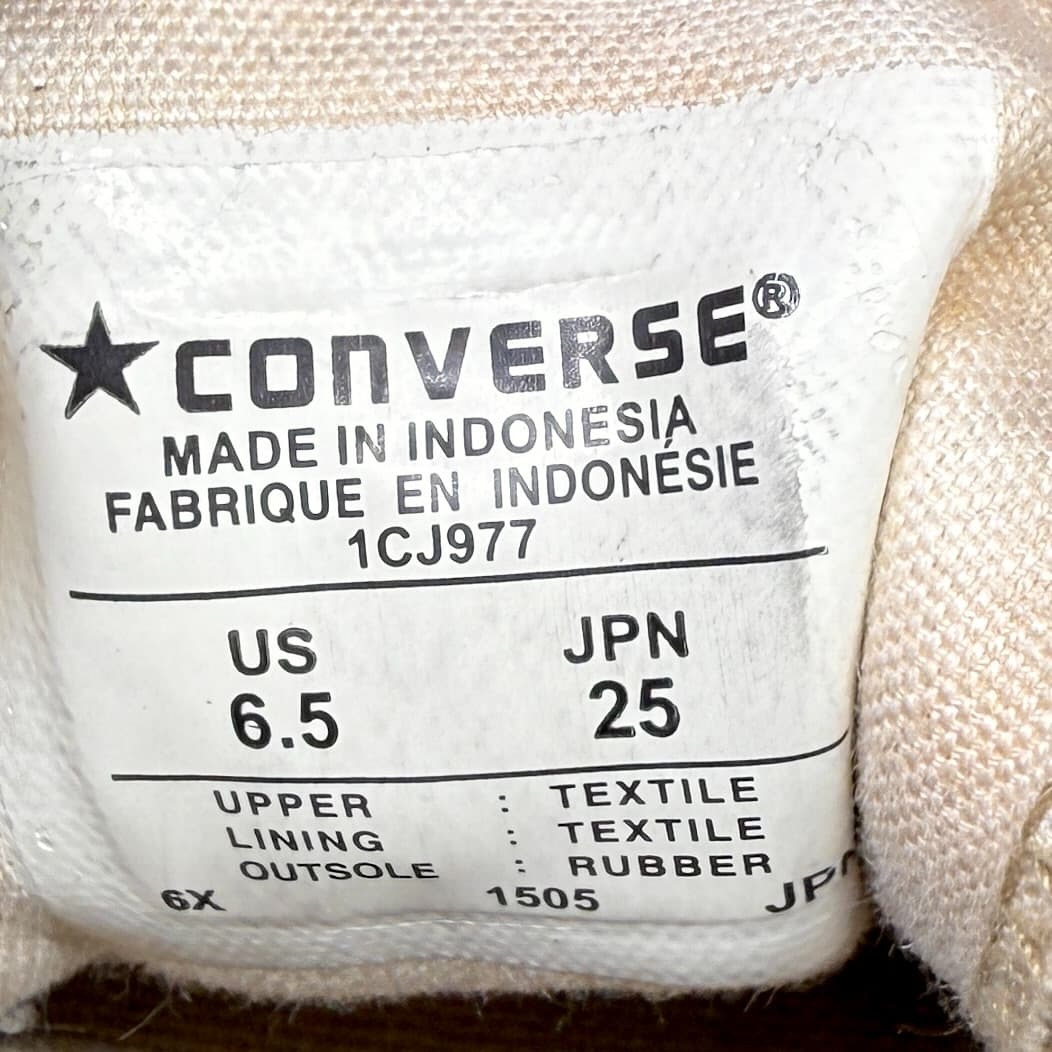 ★CONVERSE®
MADE IN INDONESIA
FABRIQUE EN INDONÉSIE
1CJ977
US JPN
6.5 25
UPPER : TEXTILE
LINING : TEXTILE
OUTSOLE : RUBBER
6X 1505